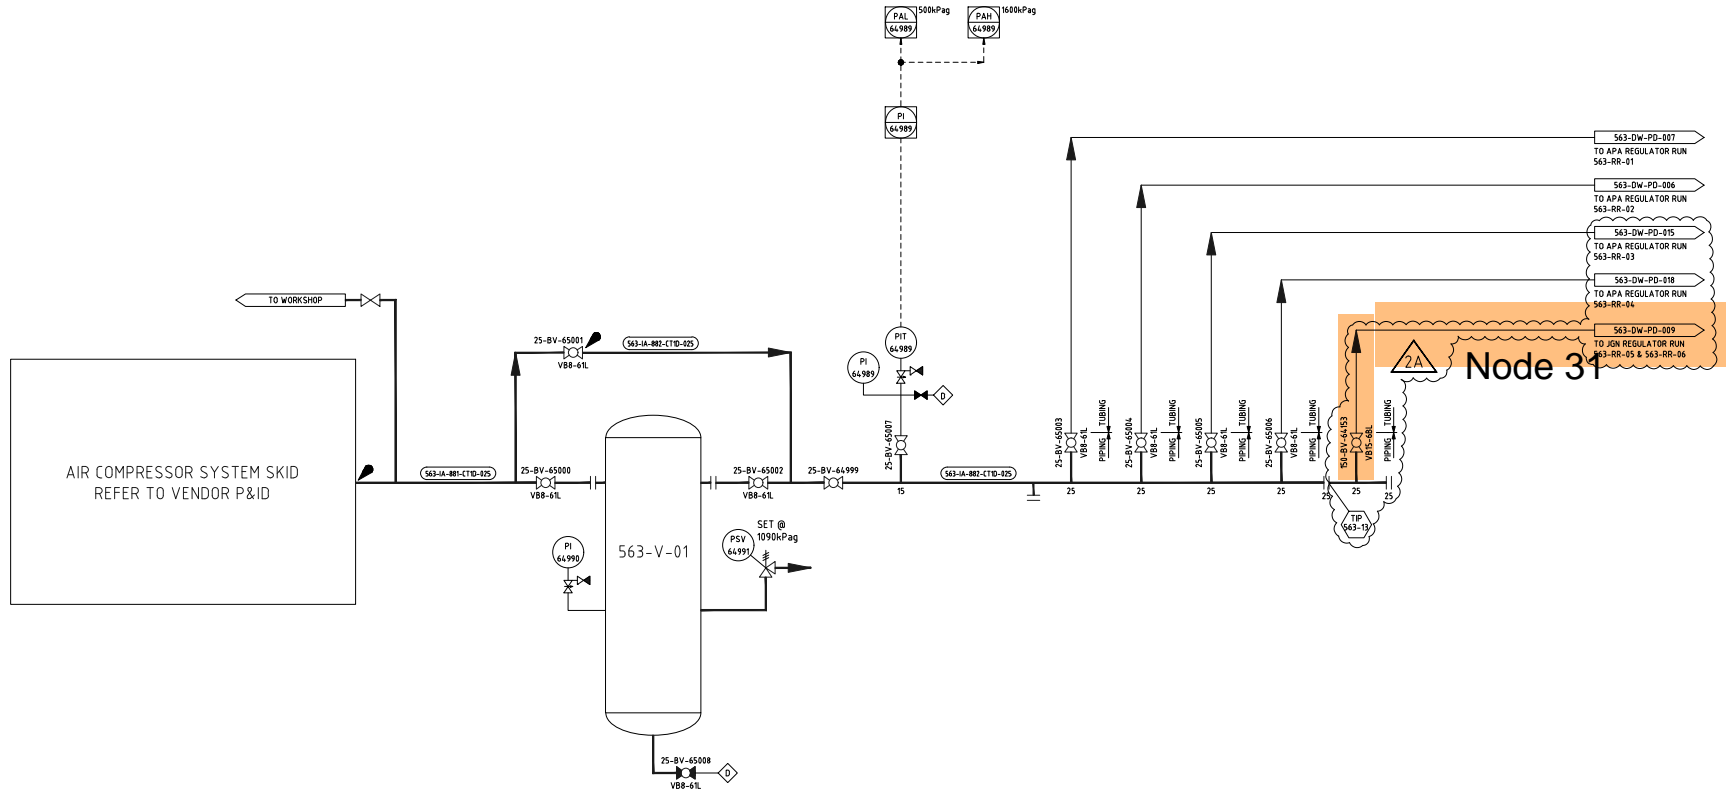 PAL
64989
500kPag
PAH
64989
1600kPag
PI
64989
563-DW-PD-007
TO APA REGULATOR RUN
563-RR-01
563-DW-PD-006
TO APA REGULATOR RUN
563-RR-02
563-DW-PD-015
TO APA REGULATOR RUN
563-RR-03
563-DW-PD-018
TO APA REGULATOR RUN
563-RR-04
563-DW-PD-009
TO JGN REGULATOR RUN
563-RR-05 & 563-RR-06
2A
Node 31
TO WORKSHOP
25-BV-65001
VB8-61L
563-IA-882-CT1D-025
PIT
64989
PI
64989
D
25-BV-65007
15
AIR COMPRESSOR SYSTEM SKID
REFER TO VENDOR P&ID
563-IA-881-CT1D-025
25-BV-65000
VB8-61L
25-BV-65002
VB8-61L
25-BV-64999
563-IA-882-CT1D-025
25-BV-65003
VB8-61L
PIPING
TUBING
25
25-BV-65004
VB8-61L
PIPING
TUBING
25
25-BV-65005
VB8-61L
PIPING
TUBING
25
25-BV-65006
VB8-61L
PIPING
TUBING
25
25
150-BV-64153
VB15-6BL
PIPING
TUBING
25
25
TIP
563-13
PI
64990
563-V-01
PSV
64991
SET @
1090kPag
25-BV-65008
VB8-61L
D